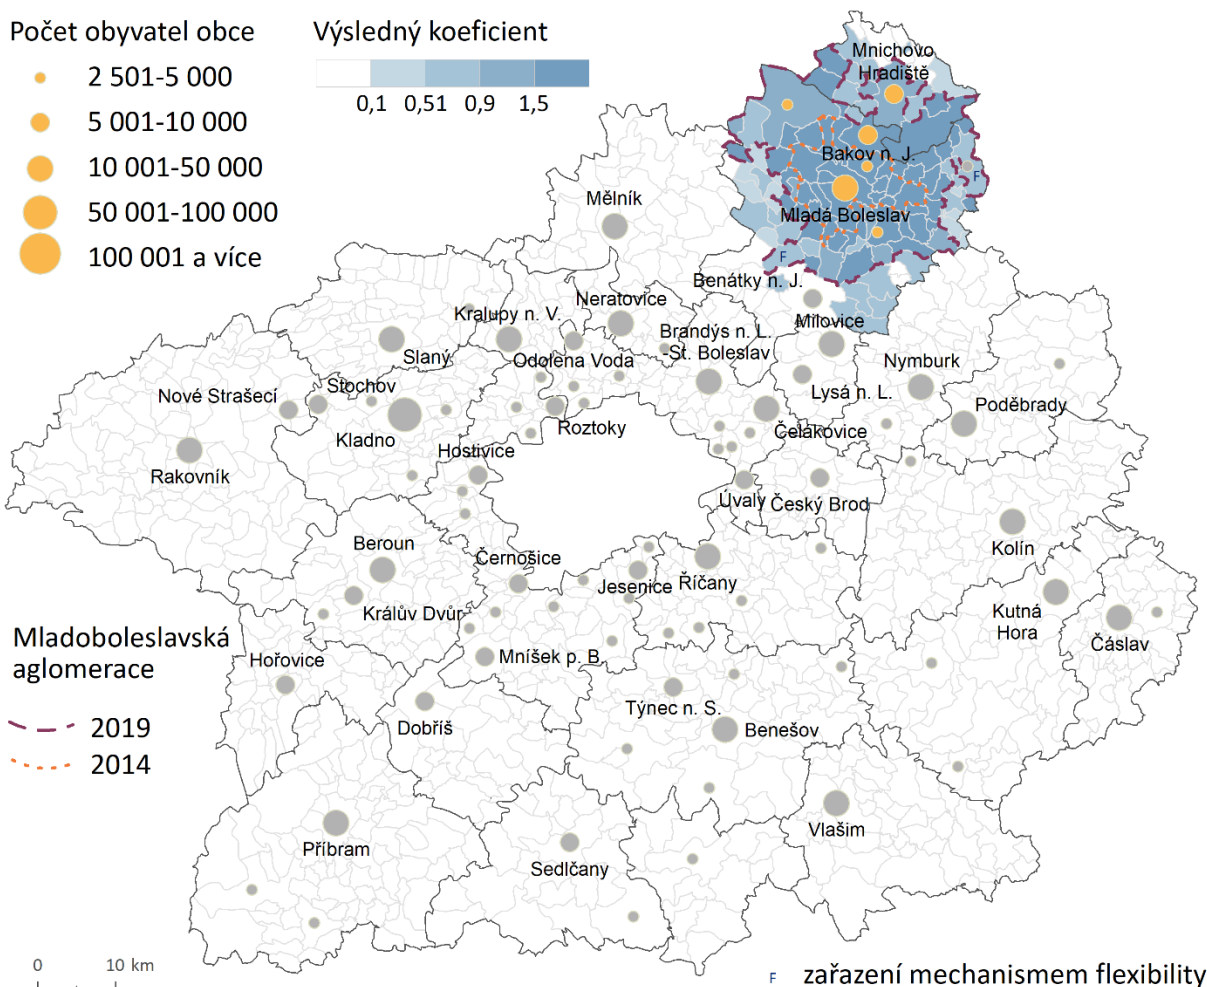 Počet obyvatel obce
2 501-5 000
5 001-10 000
10 001-50 000
50 001-100 000
100 001 a více
Výsledný koeficient
0,1 0,51 0,9 1,5
Mnichovo
Hradiště
Bakov n. J.
F
Mladá Boleslav
F
Mělník
Benátky n. J.
Neratovice
Kralupy n. V.
Milovice
Brandýs n. L.
-St. Boleslav
Slaný
Odolena Voda
Nymburk
Stochov
Nové Strašecí
Lysá n. L.
Poděbrady
Kladno
Roztoky
Čelákovice
Hostivice
Rakovník
Úvaly
Český Brod
Beroun
Černošice
Kolín
Jesenice
Říčany
Králův Dvůr
Kutná
Hora
Čáslav
Mladoboleslavská
aglomerace
2019
2014
Hořovice
Mníšek p. B.
Dobříš
Týnec n. S.
Benešov
Vlašim
Příbram
Sedlčany
0 10 km
F zařazení mechanismem flexibility